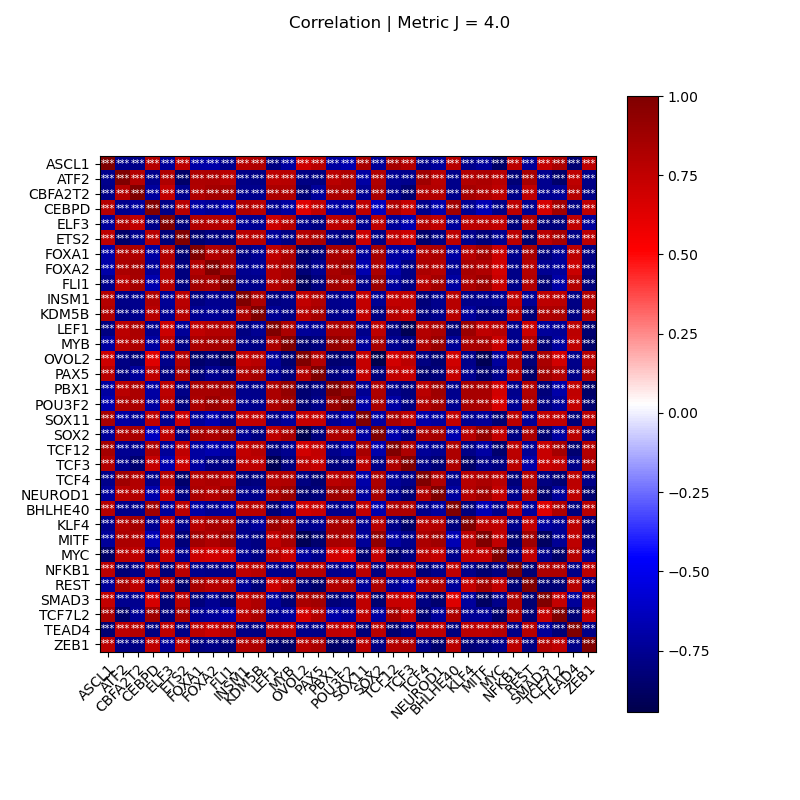 Correlation | Metric J = 4.0
1.00
0.75
0.50
0.25
0.00
−0.25
−0.50
−0.75
ASCL1
ATF2
CBFA2T2
CEBPD
ELF3
ETS2
FOXA1
FOXA2
FLI1
INSM1
KDM5B
LEF1
MYB
OVOL2
PAX5
PBX1
POU3F2
SOX11
SOX2
TCF12
TCF3
TCF4
NEUROD1
BHLHE40
KLF4
MITF
MYC
NFKB1
REST
SMAD3
TCF7L2
TEAD4
ZEB1
ASCL1
ATF2
CBFA2T2
CEBPD
ELF3
ETS2
FOXA1
FOXA2
FLI1
INSM1
KDM5B
LEF1
MYB
OVOL2
PAX5
PBX1
POU3F2
SOX11
SOX2
TCF12
TCF3
TCF4
NEUROD1
BHLHE40
KLF4
MITF
MYC
NFKB1
REST
SMAD3
TCF7L2
TEAD4
ZEB1